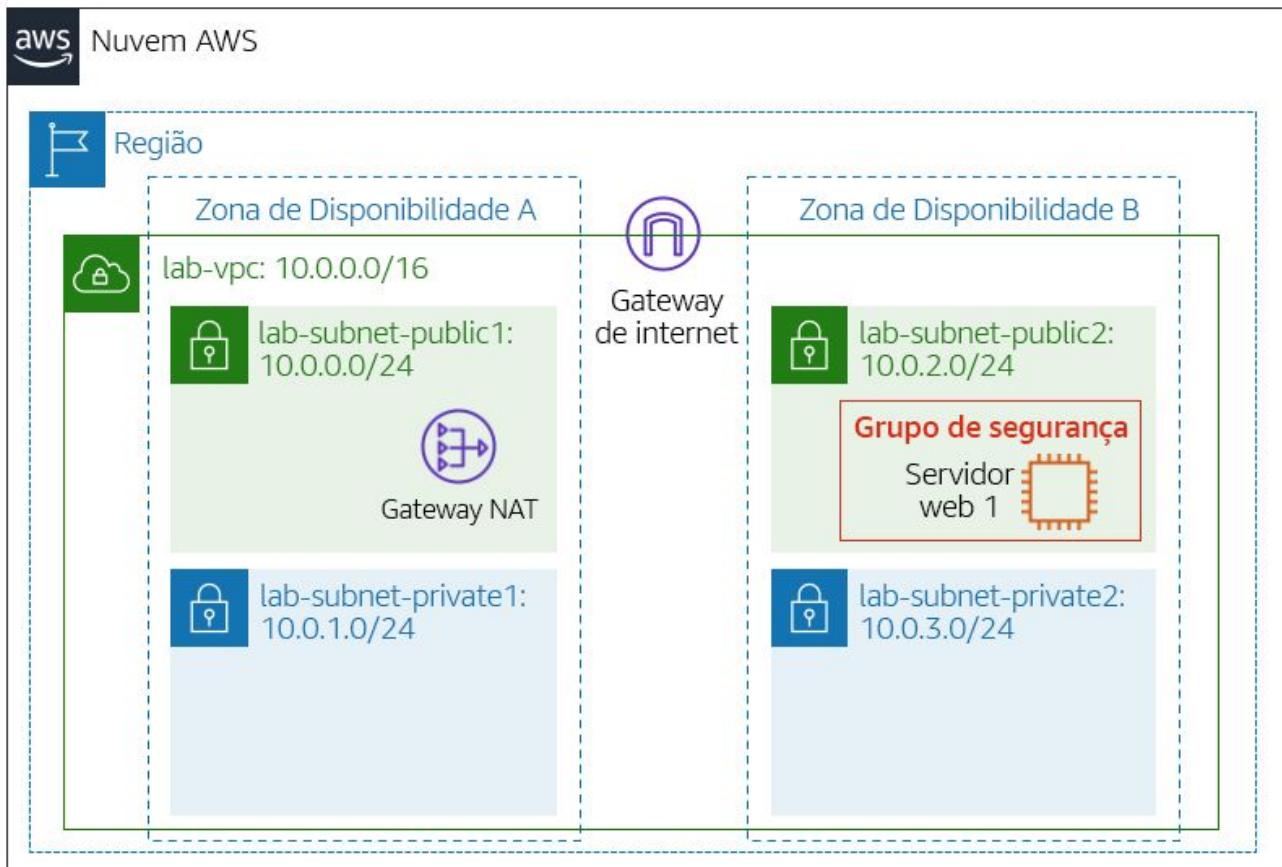 aws
Nuvem AWS
Região
Zona de Disponibilidade A
Zona de Disponibilidade B
lab-vpc: 10.0.0.0/16
Gateway
de internet
lab-subnet-public1:
10.0.0.0/24
Gateway NAT
lab-subnet-public2:
10.0.2.0/24
Grupo de segurança
Servidor
web 1
lab-subnet-private1:
10.0.1.0/24
lab-subnet-private2:
10.0.3.0/24